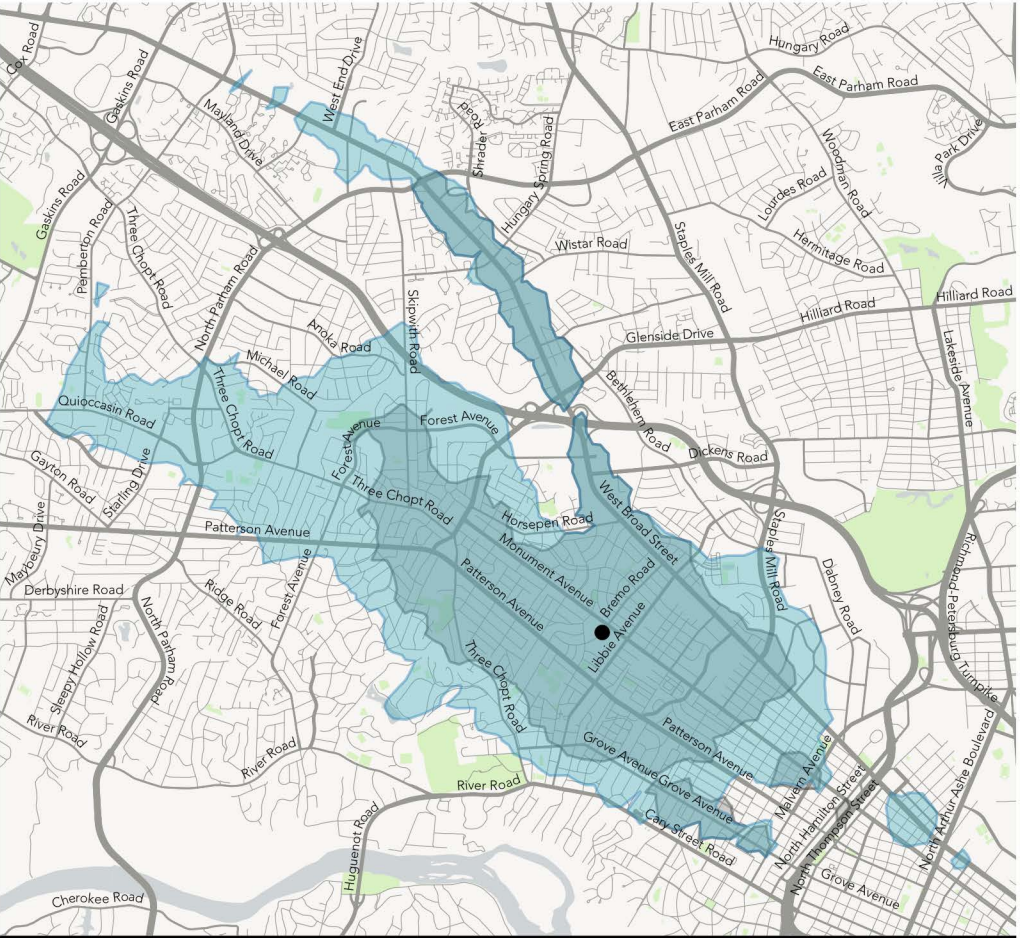 Cox Road
Gaskins Road
West End Drive
Hungary Road
East Parham Road
East Parham Road
Mayland Drive
Shrader Road
Hungary Spring Road
Woodman Road
Villa Park Drive
Lourdes Road
Gaskins Road
Pemberton Road
Three Chopt Road
North Parham Road
Wistar Road
Staples Mill Road
Hermitage Road
Hilliard Road
Hilliard Road
Skipwith Road
Anoka Road
Glenside Drive
Lakeside Avenue
Michael Road
Three Chopt Road
Bethlehem Road
Quioccasin Road
Forest Avenue
Forest Avenue
Dickens Road
Gayton Road
Starling Drive
Three Chopt Road
West Broad Street
Horsepen Road
Staples Mill Road
Maybeury Drive
Patterson Avenue
Monument Avenue
Bremo Road
Dabney Road
Richmond-Petersburg Turnpike
Derbyshire Road
Ridge Road
Forest Avenue
Patterson Avenue
Libbie Avenue
Sleepy Hollow Road
North Parham Road
Three Chopt Road
River Road
River Road
Patterson Avenue
Grove Avenue
Grove Avenue
Malvern Avenue
River Road
Cary Street Road
North Hamilton Street
North Thompson Street
North Arthur Ashe Boulevard
Huguenot Road
Grove Avenue
Cherokee Road